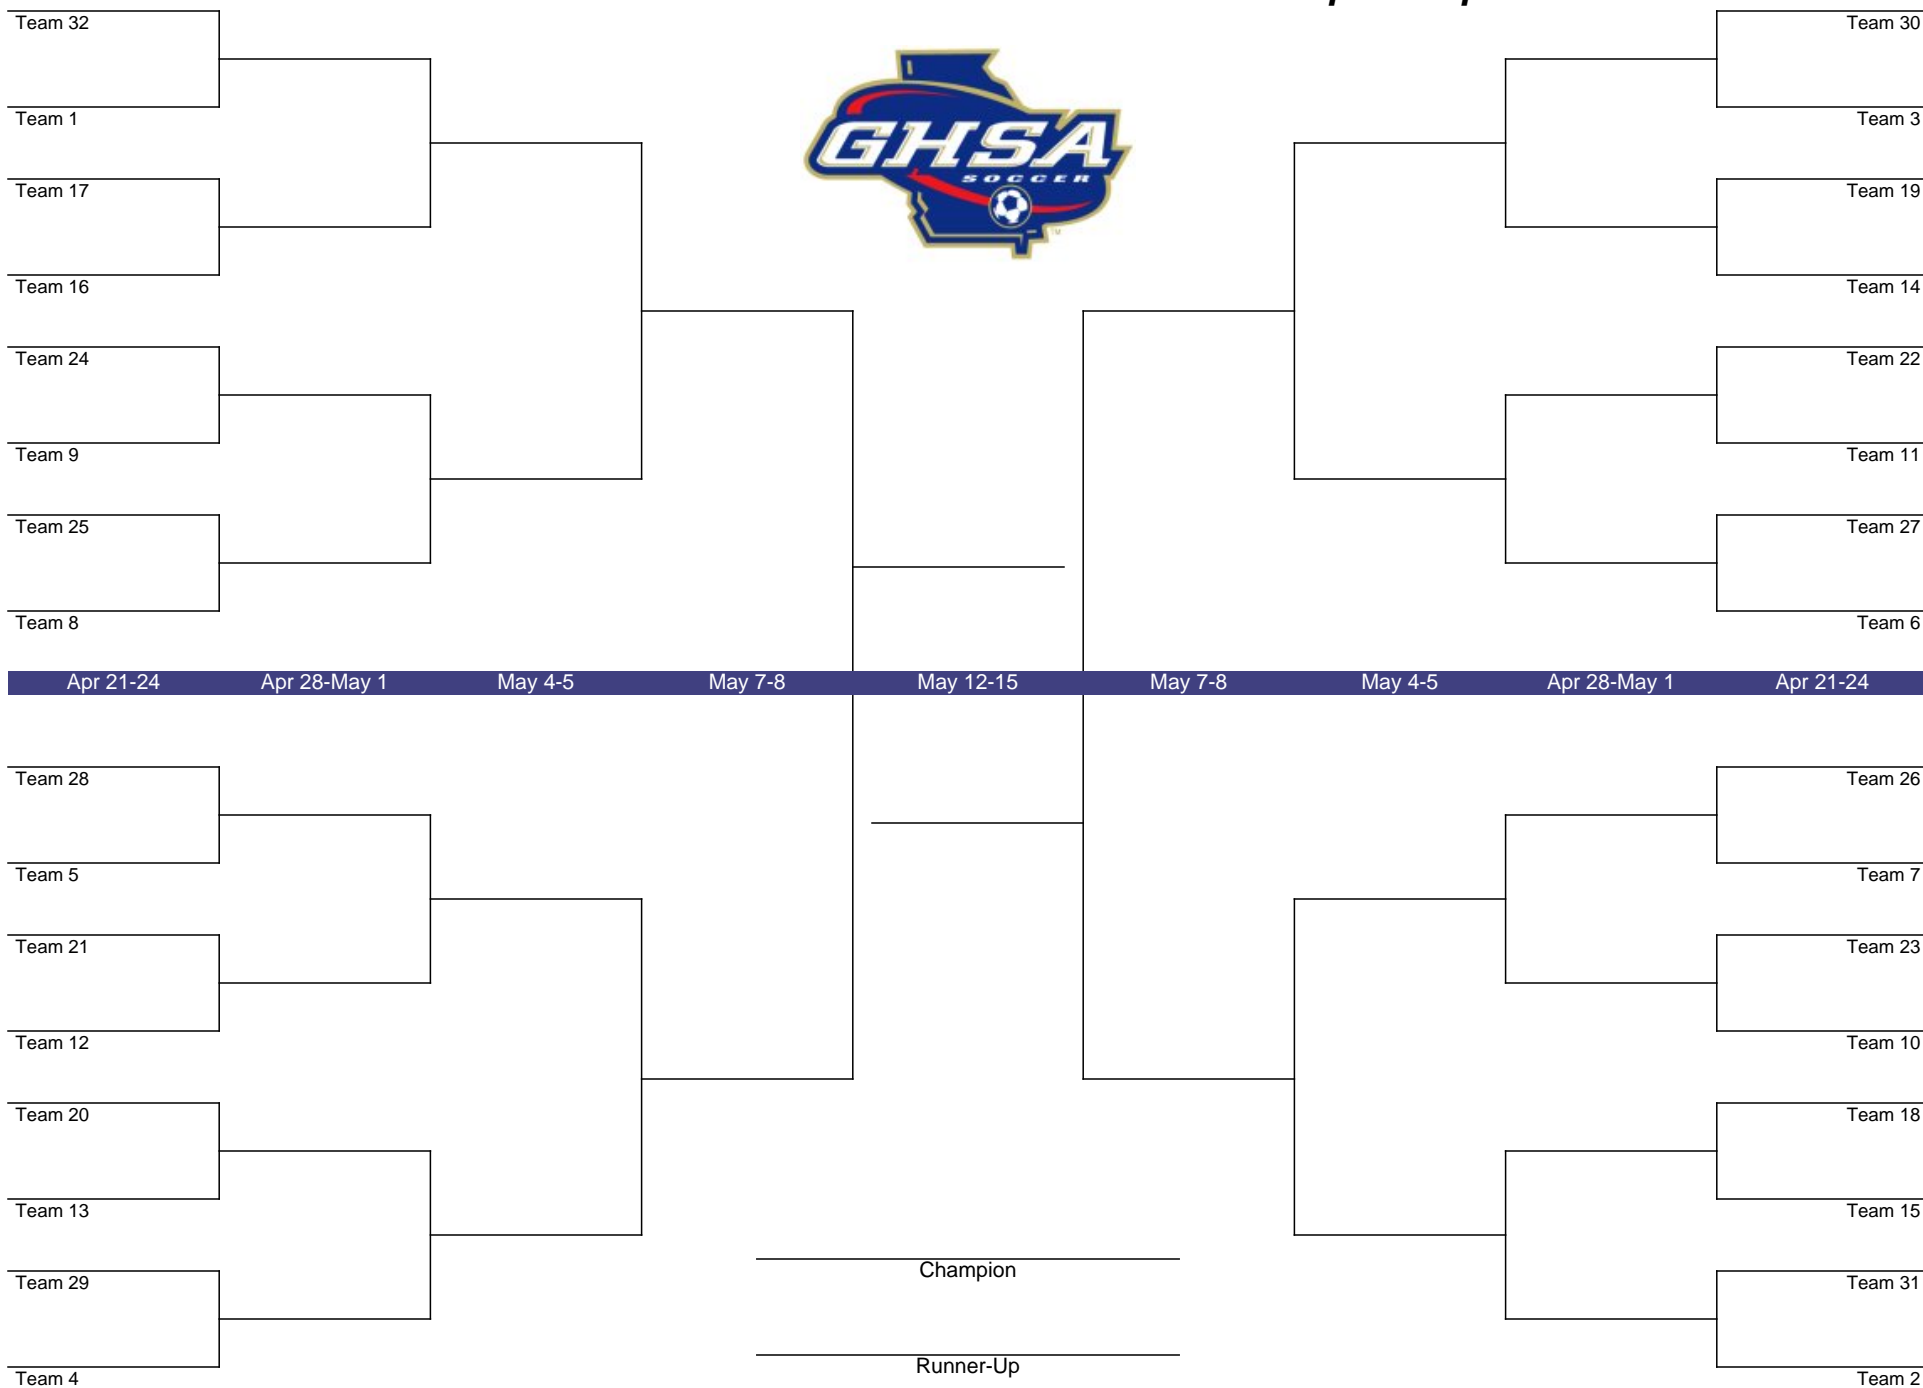 Team 32
Team 1
Team 17
Team 16
Team 24
Team 9
Team 25
Team 8
GHSA
SOCCER
TM
Team 30
Team 3
Team 19
Team 14
Team 22
Team 11
Team 27
Team 6
Apr 21-24 Apr 28-May 1 May 4-5 May 7-8 May 12-15 May 7-8 May 4-5 Apr 28-May 1 Apr 21-24
Team 28
Team 5
Team 21
Team 12
Team 20
Team 13
Team 29
Team 4
Team 26
Team 7
Team 23
Team 10
Team 18
Team 15
Team 31
Team 2
Champion
Runner-Up